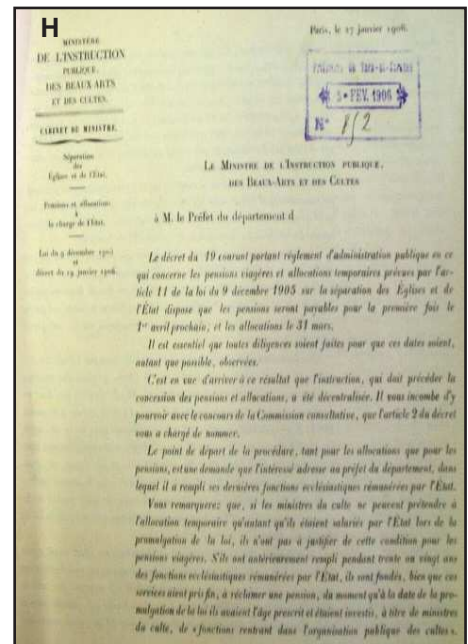 H
Paris, le 27 janvier 1906.
MINISTÈRE
DE L'INSTRUCTION
PUBLIQUE,
DES BEAUX-ARTS
ET DES CULTES.
CABINET DU MINISTRE.
Séparation
des
Églises et de l'État.
Pensions et allocations
à
la charge de l'État.
Loi du 9 décembre 1905
et
décret du 19 janvier 1906.
5 • FEV. 1906
N°
LE MINISTRE DE L'INSTRUCTION PUBLIQUE,
DES BEAUX-ARTS ET DES CULTES
à M. le Préfet du département d
Le décret du 19 courant portant règlement d'administration publique en ce
qui concerne les pensions viagères et allocations temporaires prévues par l'ar-
ticle 11 de la loi du 9 décembre 1905 sur la séparation des Églises et de
l'État dispose que les pensions seront payables pour la première fois le
1er avril prochain, et les allocations le 31 mars.
Il est essentiel que toutes diligences soient faites pour que ces dates soient,
autant que possible, observées.
C'est en vue d'arriver à ce résultat que l'instruction, qui doit précéder la
concession des pensions et allocations, a été décentralisée. Il vous incombe d'y
pourvoir avec le concours de la Commission consultative, que l'article 2 du décret
vous a chargé de nommer.
Le point de départ de la procédure, tant pour les allocations que pour les
pensions, est une demande que l'intéressé adresse au préfet du département, dans
lequel il a rempli ses dernières fonctions ecclésiastiques rémunérées par l'État.
Vous remarquerez que, si les ministres du culte ne peuvent prétendre à
l'allocation temporaire qu'autant qu'ils étaient salariés par l'État lors de la
promulgation de la loi, ils n'ont pas à justifier de cette condition pour les
pensions viagères. S'ils ont antérieurement rempli pendant trente ou vingt ans
des fonctions ecclésiastiques rémunérées par l'État, ils sont fondés, bien que ces
services aient pris fin, à réclamer une pension, du moment qu'à la date de la pro-
mulgation de la loi ils avaient l'âge prescrit et étaient investis, à titre de ministres
du culte, de « fonctions rentrant dans l'organisation publique des cultes».